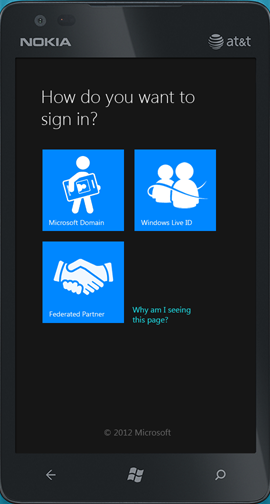 NOKIA
at&t
How do you want to
sign in?
Microsoft Domain
Windows Live ID
Federated Partner
Why am I seeing
this page?
© 2012 Microsoft